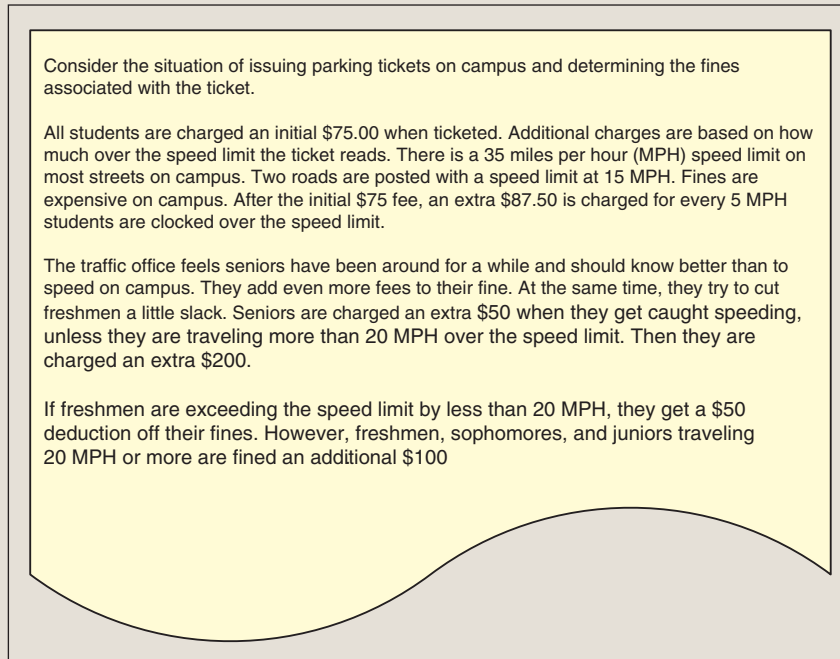 Consider the situation of issuing parking tickets on campus and determining the fines
associated with the ticket.
All students are charged an initial $75.00 when ticketed. Additional charges are based on how
much over the speed limit the ticket reads. There is a 35 miles per hour (MPH) speed limit on
most streets on campus. Two roads are posted with a speed limit at 15 MPH. Fines are
expensive on campus. After the initial $75 fee, an extra $87.50 is charged for every 5 MPH
students are clocked over the speed limit.
The traffic office feels seniors have been around for a while and should know better than to
speed on campus. They add even more fees to their fine. At the same time, they try to cut
freshmen a little slack. Seniors are charged an extra $50 when they get caught speeding,
unless they are traveling more than 20 MPH over the speed limit. Then they are
charged an extra $200.
If freshmen are exceeding the speed limit by less than 20 MPH, they get a $50
deduction off their fines. However, freshmen, sophomores, and juniors traveling
20 MPH or more are fined an additional $100